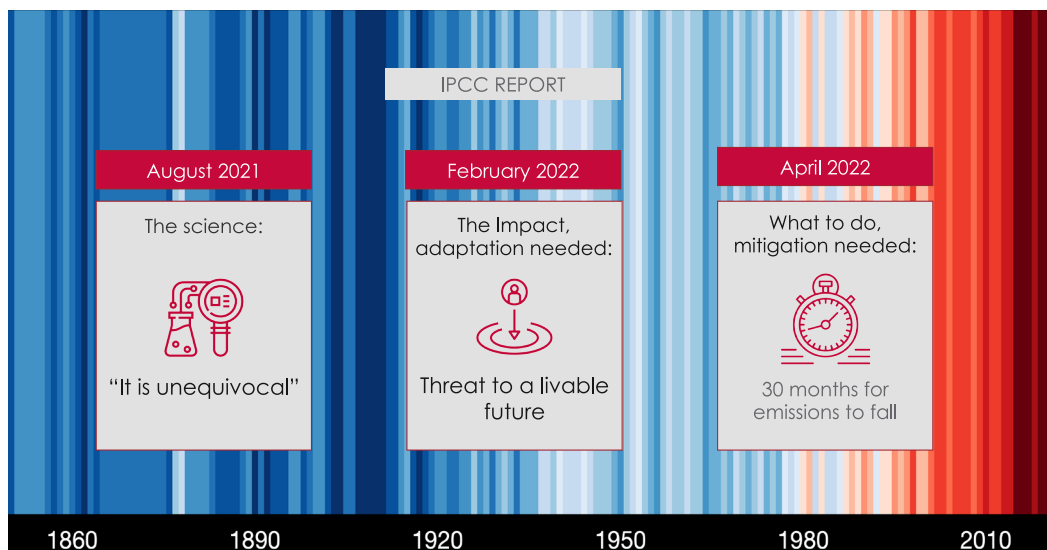 IPCC REPORT
August 2021
The science:
“It is unequivocal”
February 2022
The Impact,
adaptation needed:
Threat to a livable
future
April 2022
What to do,
mitigation needed:
30 months for
emissions to fall
1860 1890 1920 1950 1980 2010